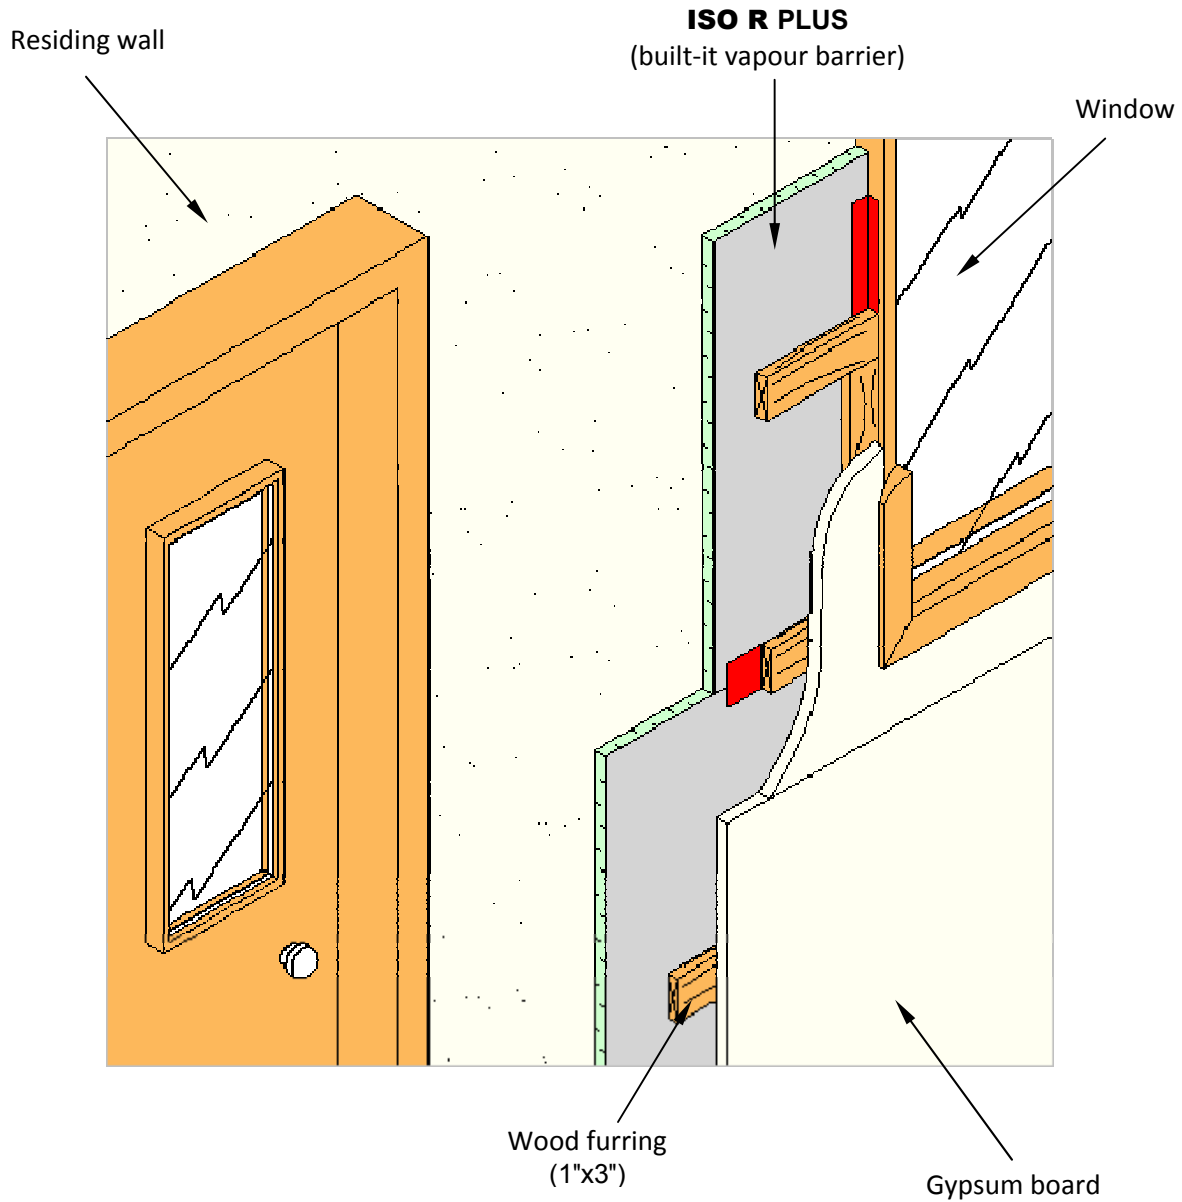 ISO R PLUS
(built-it vapour barrier)
Residing wall
Window
Wood furring
(1"x3")
Gypsum board